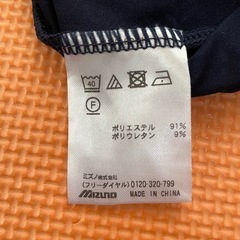 40
F
ポリエステル 91%
ポリウレタン 9%
ミズノ株式会社
(フリーダイヤル) 0120-320-799
MIZUNO MADE IN CHINA